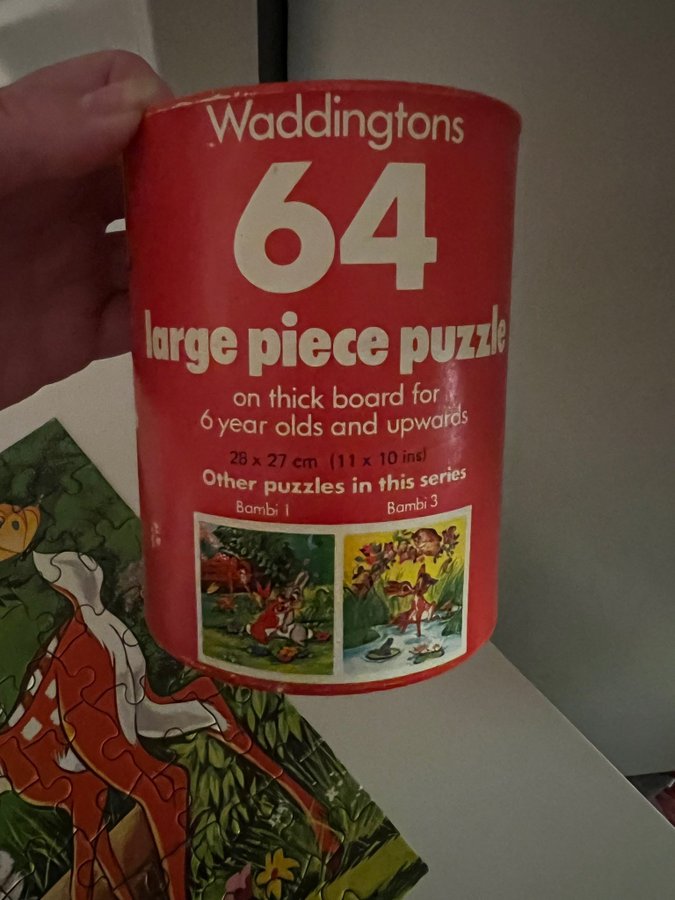 Waddingtons
64
large piece puzzle
on thick board for
6 year olds and upwards
28 x 27 cm (11 x 10 ins)
Other puzzles in this series
Bambi 1 Bambi 3